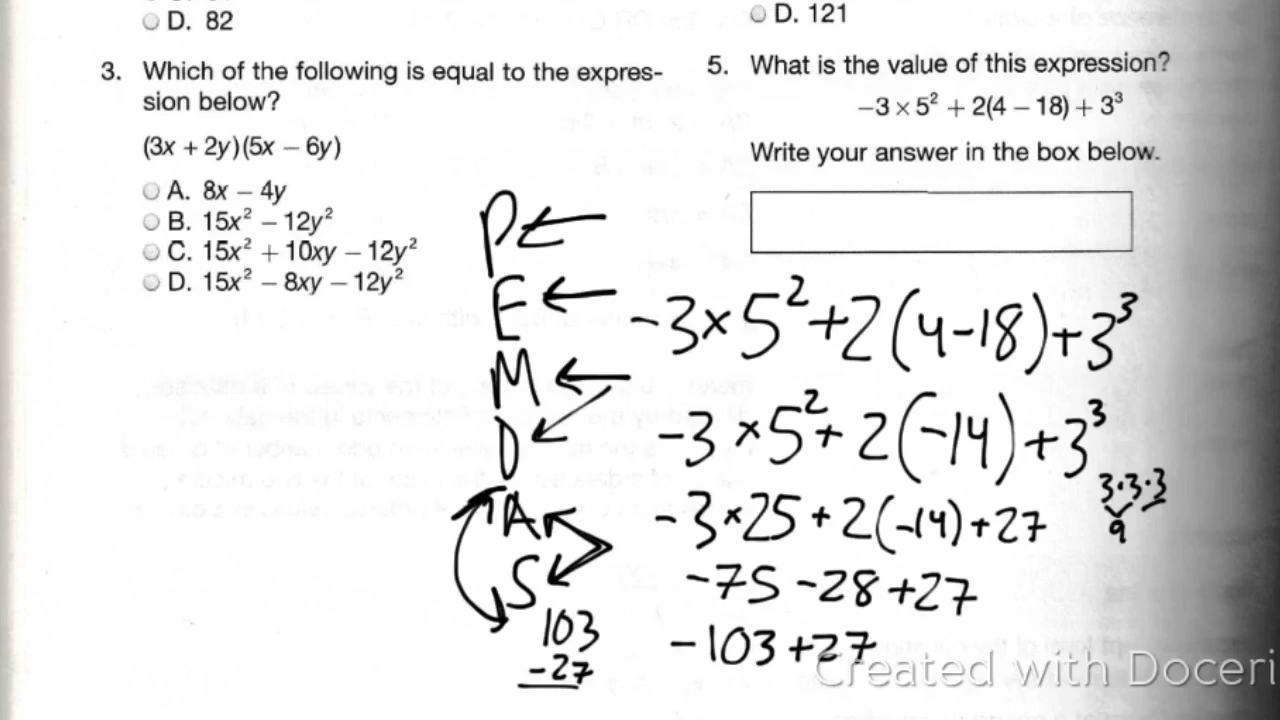 D. 82
3. Which of the following is equal to the expres-
sion below?
(3x + 2y)(5x – 6y)
A. 8x – 4y
B. 15x² – 12y²
C. 15x² + 10xy – 12y²
D. 15x² – 8xy – 12y²
D. 121
5. What is the value of this expression?
–3 × 5² + 2(4 – 18) + 3³
Write your answer in the box below.
P
E
M
D
A
S
103
-27
-3×5²+2(4-18)+3³
-3×5²+2(-14)+3³
3·3·3
9
-3×25+2(-14)+27
-75-28+27
-103+27
Created with Doceri